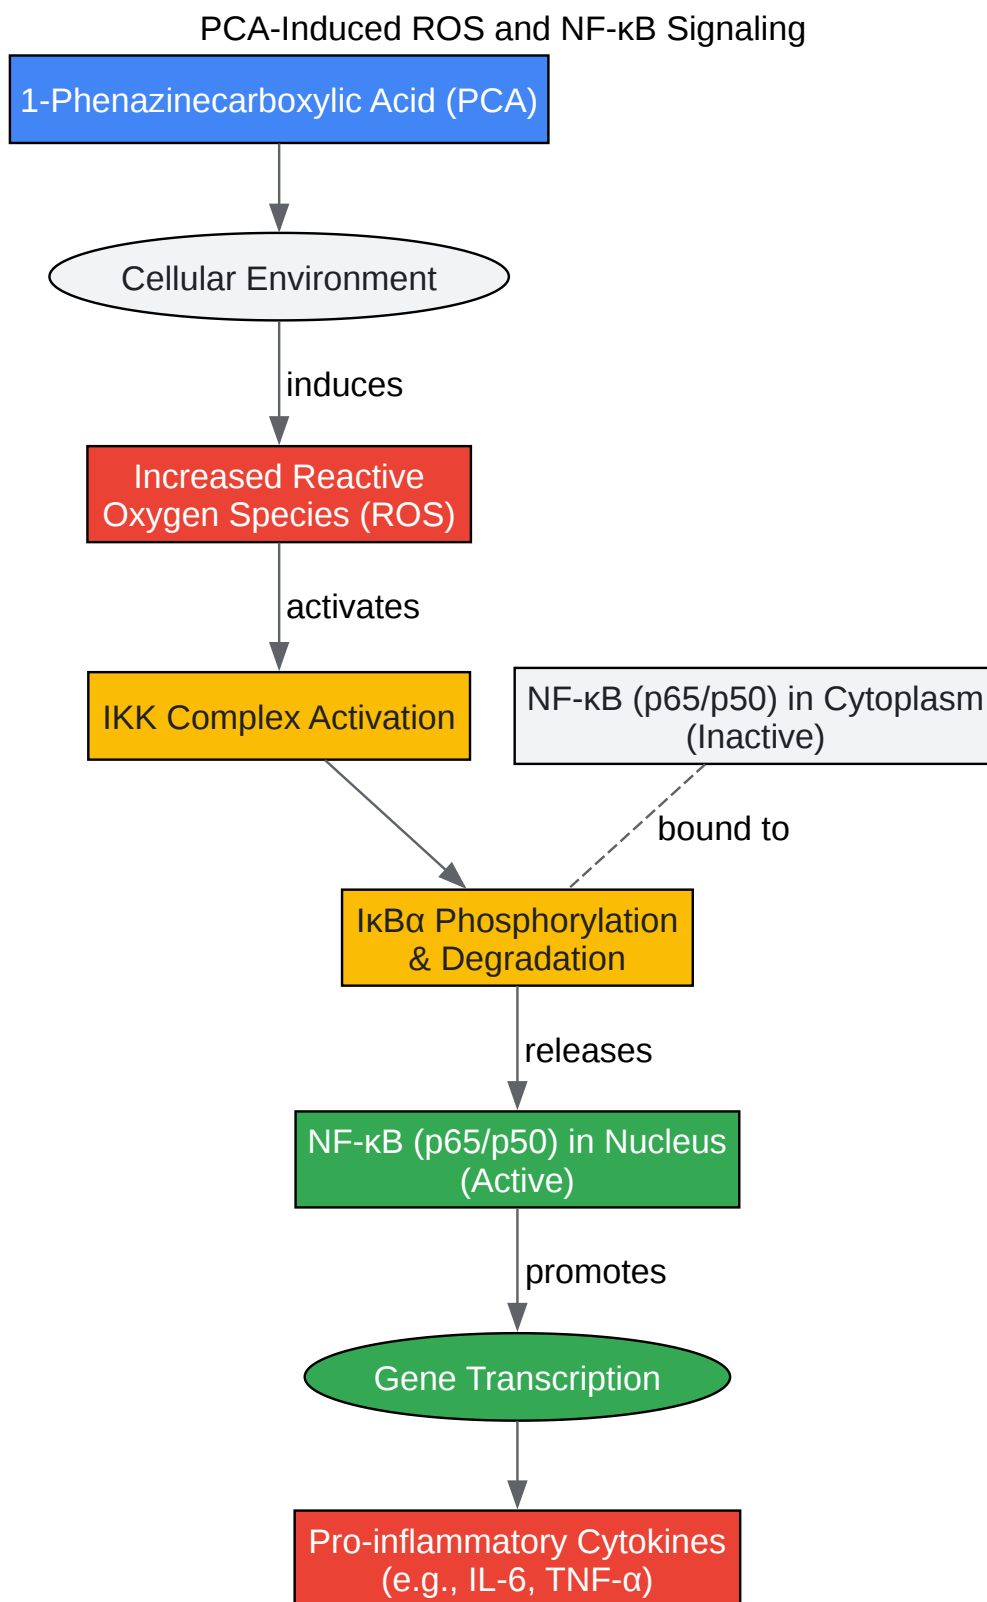 PCA-Induced ROS and NF-κB Signaling
1-Phenazinecarboxylic Acid (PCA)
Cellular Environment
induces
Increased Reactive
Oxygen Species (ROS)
activates
IKK Complex Activation
NF-κB (p65/p50) in Cytoplasm
(Inactive)
bound to
IκBα Phosphorylation
& Degradation
releases
NF-κB (p65/p50) in Nucleus
(Active)
promotes
Gene Transcription
Pro-inflammatory Cytokines
(e.g., IL-6, TNF-α)